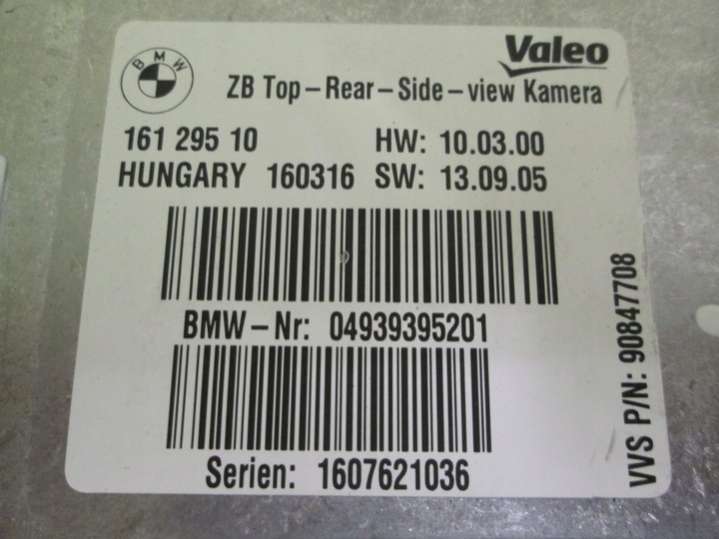 BMW
Valeo
ZB Top-Rear-Side-view Kamera
161 295 10 HW: 10.03.00
HUNGARY 160316 SW: 13.09.05
BMW-Nr: 04939395201
Serien: 1607621036
VVS P/N: 90847708